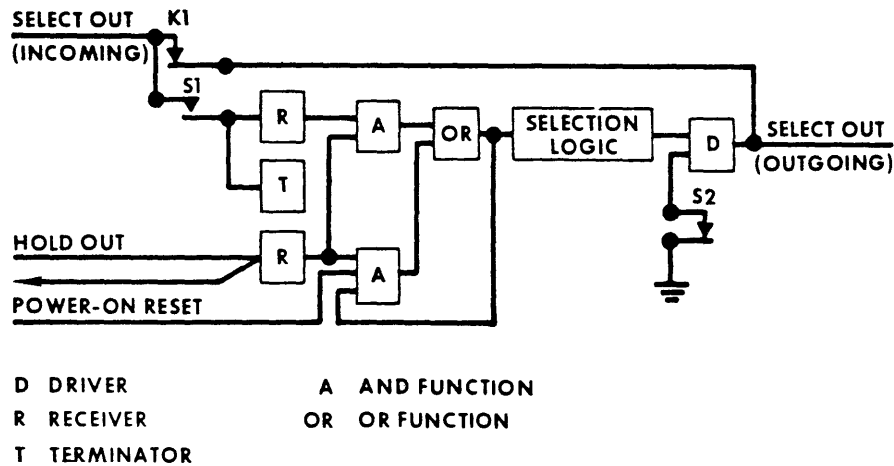 SELECT OUT
(INCOMING)
K1
S1
R
A
OR
SELECTION
LOGIC
D
SELECT OUT
(OUTGOING)
T
S2
HOLD OUT
R
A
POWER-ON RESET
D DRIVER
A AND FUNCTION
R RECEIVER
OR OR FUNCTION
T TERMINATOR